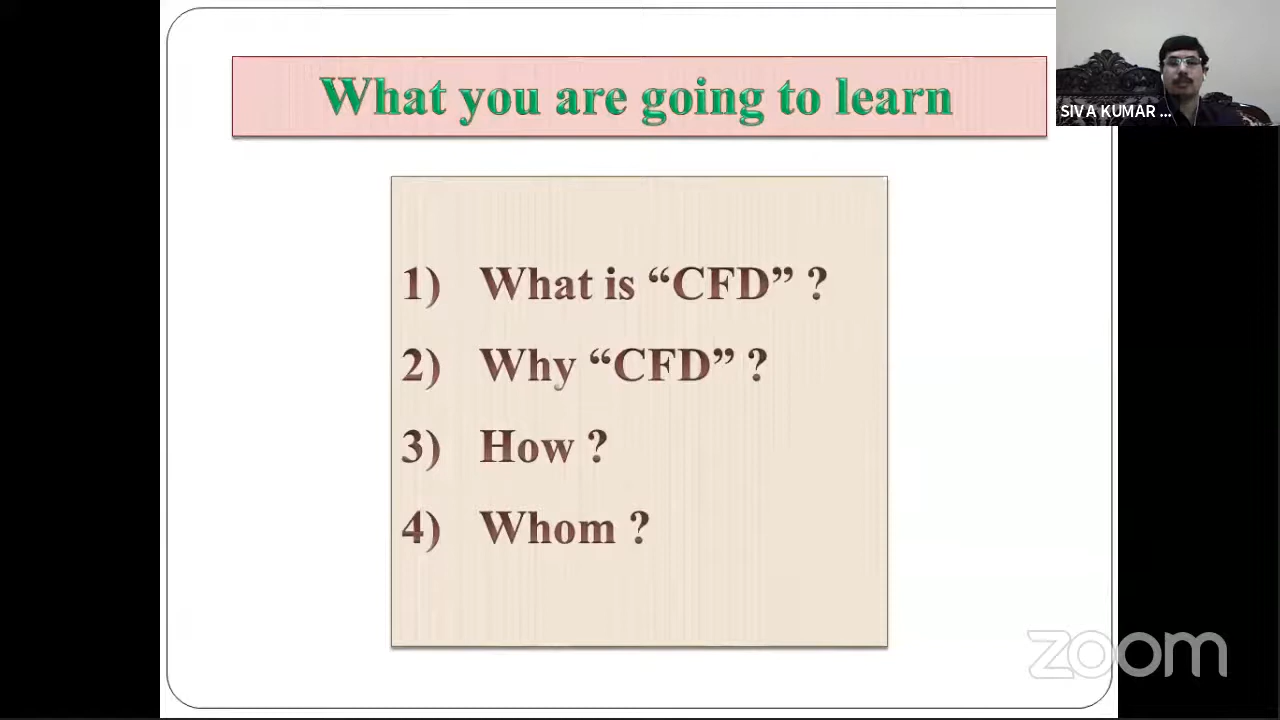 What you are going to learn
SIVA KUMAR ...
1) What is “CFD” ?
2) Why “CFD” ?
3) How ?
4) Whom ?
zoom